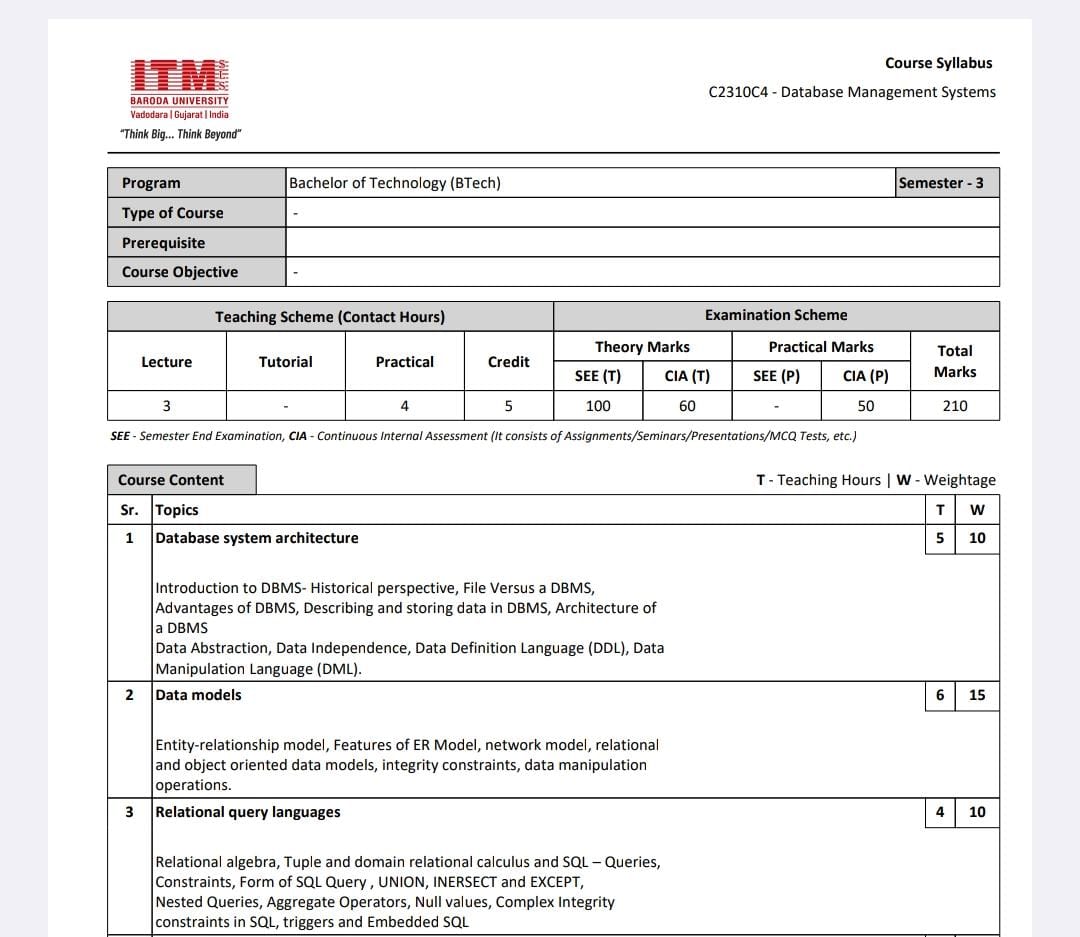 ITM
SLS
BARODA UNIVERSITY
Vadodara | Gujarat | India
"Think Big... Think Beyond"
Course Syllabus
C2310C4 - Database Management Systems
Program Bachelor of Technology (BTech) Semester - 3
Type of Course -
Prerequisite
Course Objective -
Teaching Scheme (Contact Hours) Examination Scheme
Lecture Tutorial Practical Credit Theory Marks Practical Marks Total Marks
SEE (T) CIA (T) SEE (P) CIA (P)
3 - 4 5 100 60 - 50 210
SEE - Semester End Examination, CIA - Continuous Internal Assessment (It consists of Assignments/Seminars/Presentations/MCQ Tests, etc.)
Course Content T - Teaching Hours | W - Weightage
Sr. Topics T W
1 Database system architecture 5 10
Introduction to DBMS- Historical perspective, File Versus a DBMS,
Advantages of DBMS, Describing and storing data in DBMS, Architecture of
a DBMS
Data Abstraction, Data Independence, Data Definition Language (DDL), Data
Manipulation Language (DML).
2 Data models 6 15
Entity-relationship model, Features of ER Model, network model, relational
and object oriented data models, integrity constraints, data manipulation
operations.
3 Relational query languages 4 10
Relational algebra, Tuple and domain relational calculus and SQL – Queries,
Constraints, Form of SQL Query , UNION, INERSECT and EXCEPT,
Nested Queries, Aggregate Operators, Null values, Complex Integrity
constraints in SQL, triggers and Embedded SQL